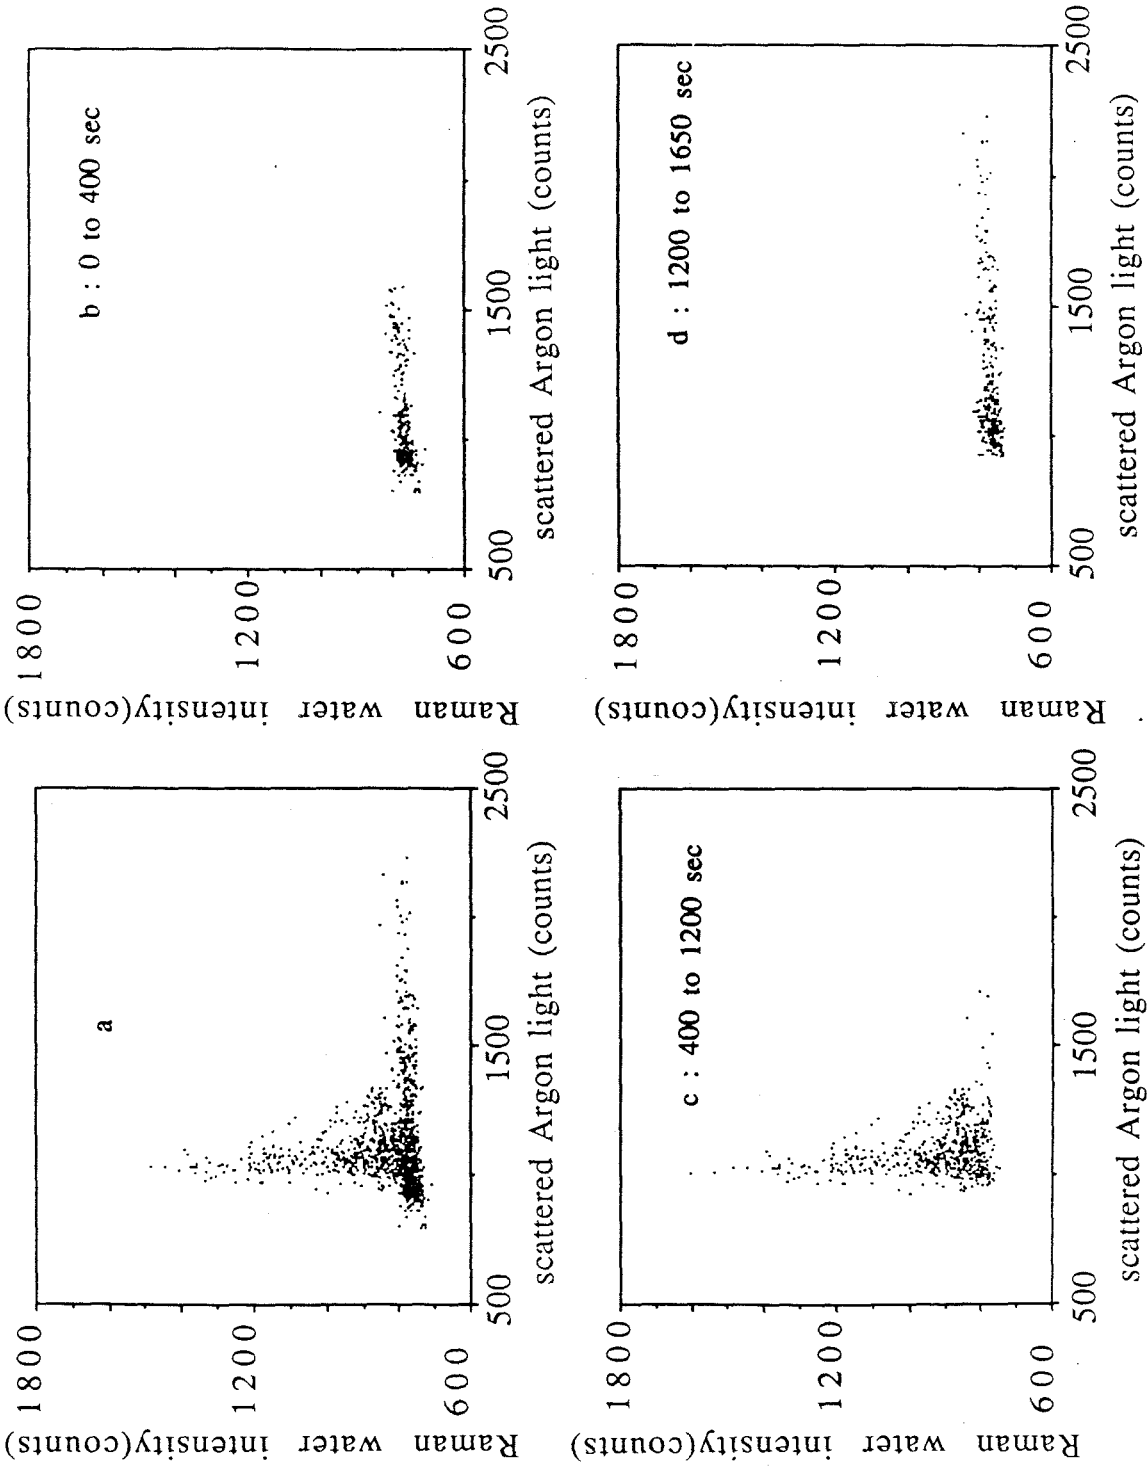 1800
1200
600
Raman water intensity(counts)
500 1500 2500
scattered Argon light (counts)
a
1800
1200
600
Raman water intensity(counts)
500 1500 2500
scattered Argon light (counts)
b : 0 to 400 sec
1800
1200
600
Raman water intensity(counts)
500 1500 2500
scattered Argon light (counts)
c : 400 to 1200 sec
1800
1200
600
Raman water intensity(counts)
500 1500 2500
scattered Argon light (counts)
d : 1200 to 1650 sec